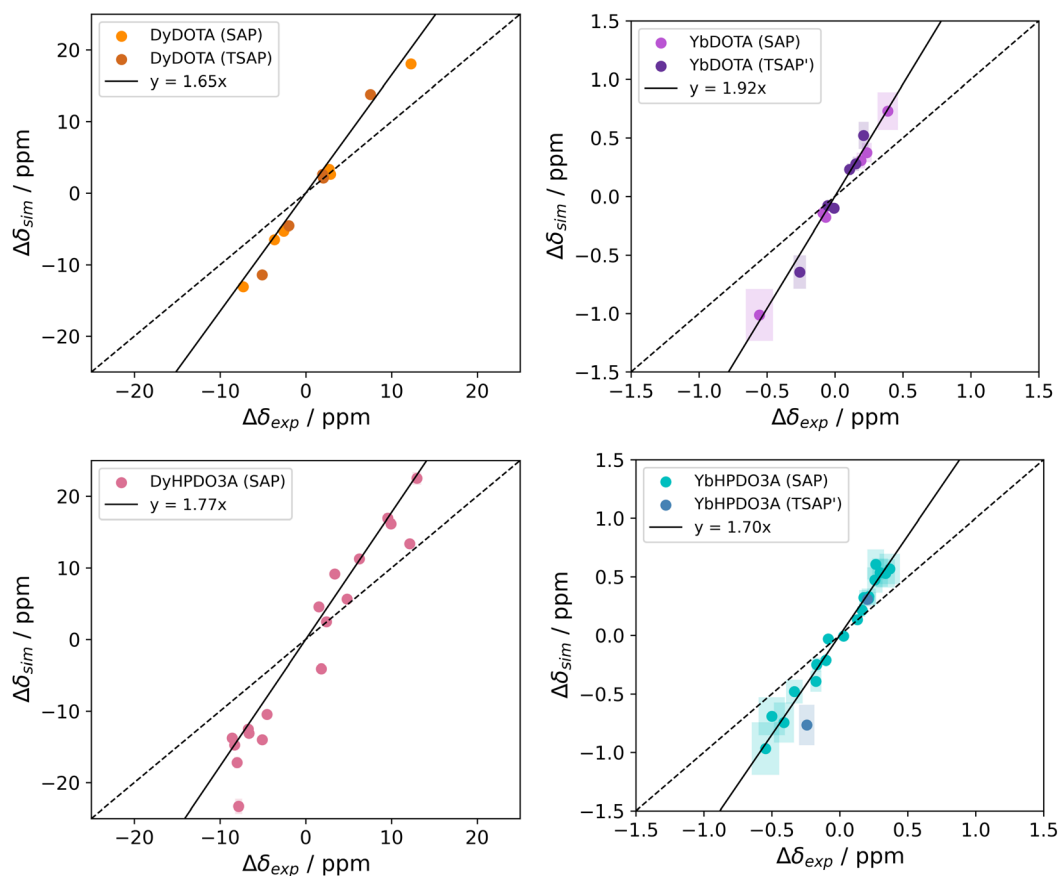 DyDOTA (SAP)
DyDOTA (TSAP)
y = 1.65x
20
10
0
−10
−20
Δδsim / ppm
−20
−10
0
10
20
Δδexp / ppm
YbDOTA (SAP)
YbDOTA (TSAP')
y = 1.92x
1.5
1.0
0.5
0.0
−0.5
−1.0
−1.5
Δδsim / ppm
−1.5
−1.0
−0.5
0.0
0.5
1.0
1.5
Δδexp / ppm
DyHPDO3A (SAP)
y = 1.77x
20
10
0
−10
−20
Δδsim / ppm
−20
−10
0
10
20
Δδexp / ppm
YbHPDO3A (SAP)
YbHPDO3A (TSAP')
y = 1.70x
1.5
1.0
0.5
0.0
−0.5
−1.0
−1.5
Δδsim / ppm
−1.5
−1.0
−0.5
0.0
0.5
1.0
1.5
Δδexp / ppm